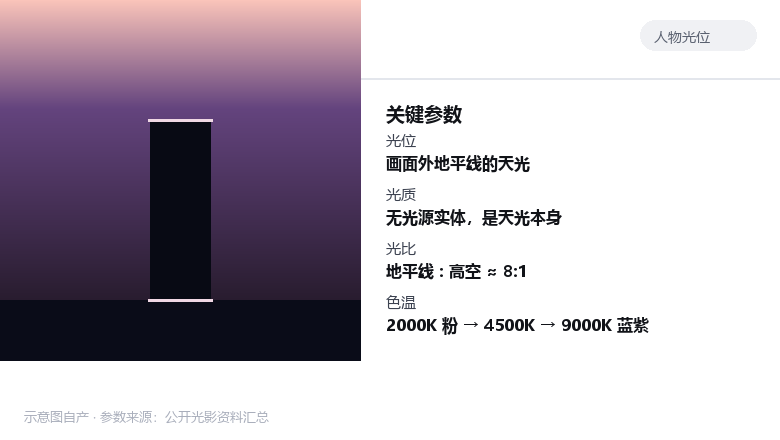 人物光位
关键参数
光位
画面外地平线的天光
光质
无光源实体，是天光本身
光比
地平线 : 高空 ≈ 8:1
色温
2000K 粉 → 4500K → 9000K 蓝紫
示意图自产 · 参数来源：公开光影资料汇总